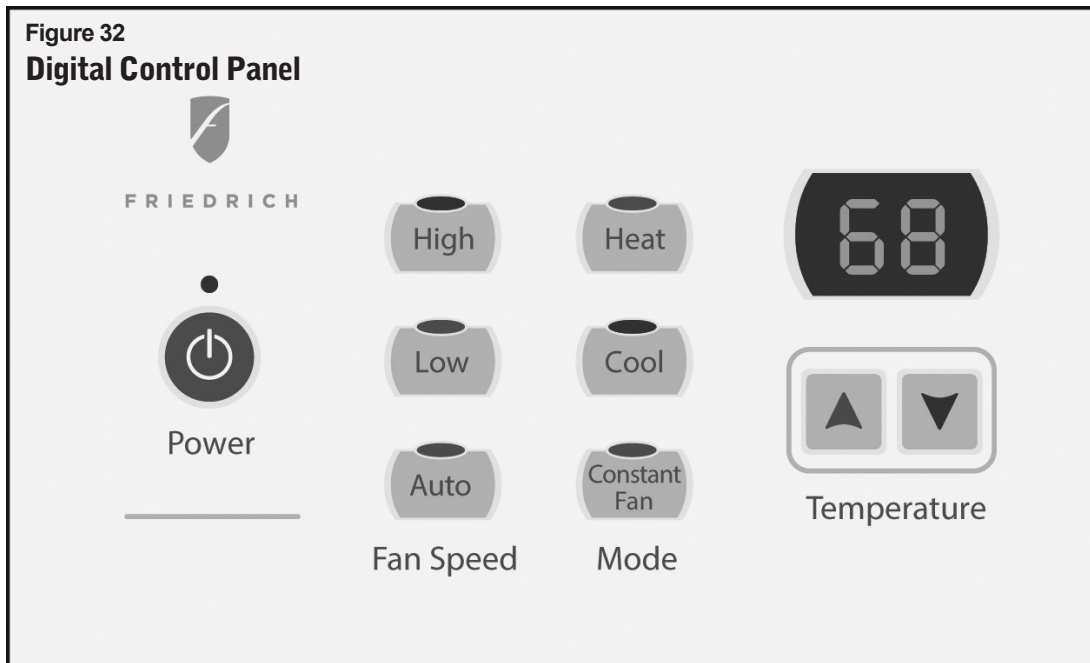 Figure 32
Digital Control Panel
FRIEDRICH
Power
High
Low
Auto
Fan Speed
Heat
Cool
Constant
Fan
Mode
68
Temperature